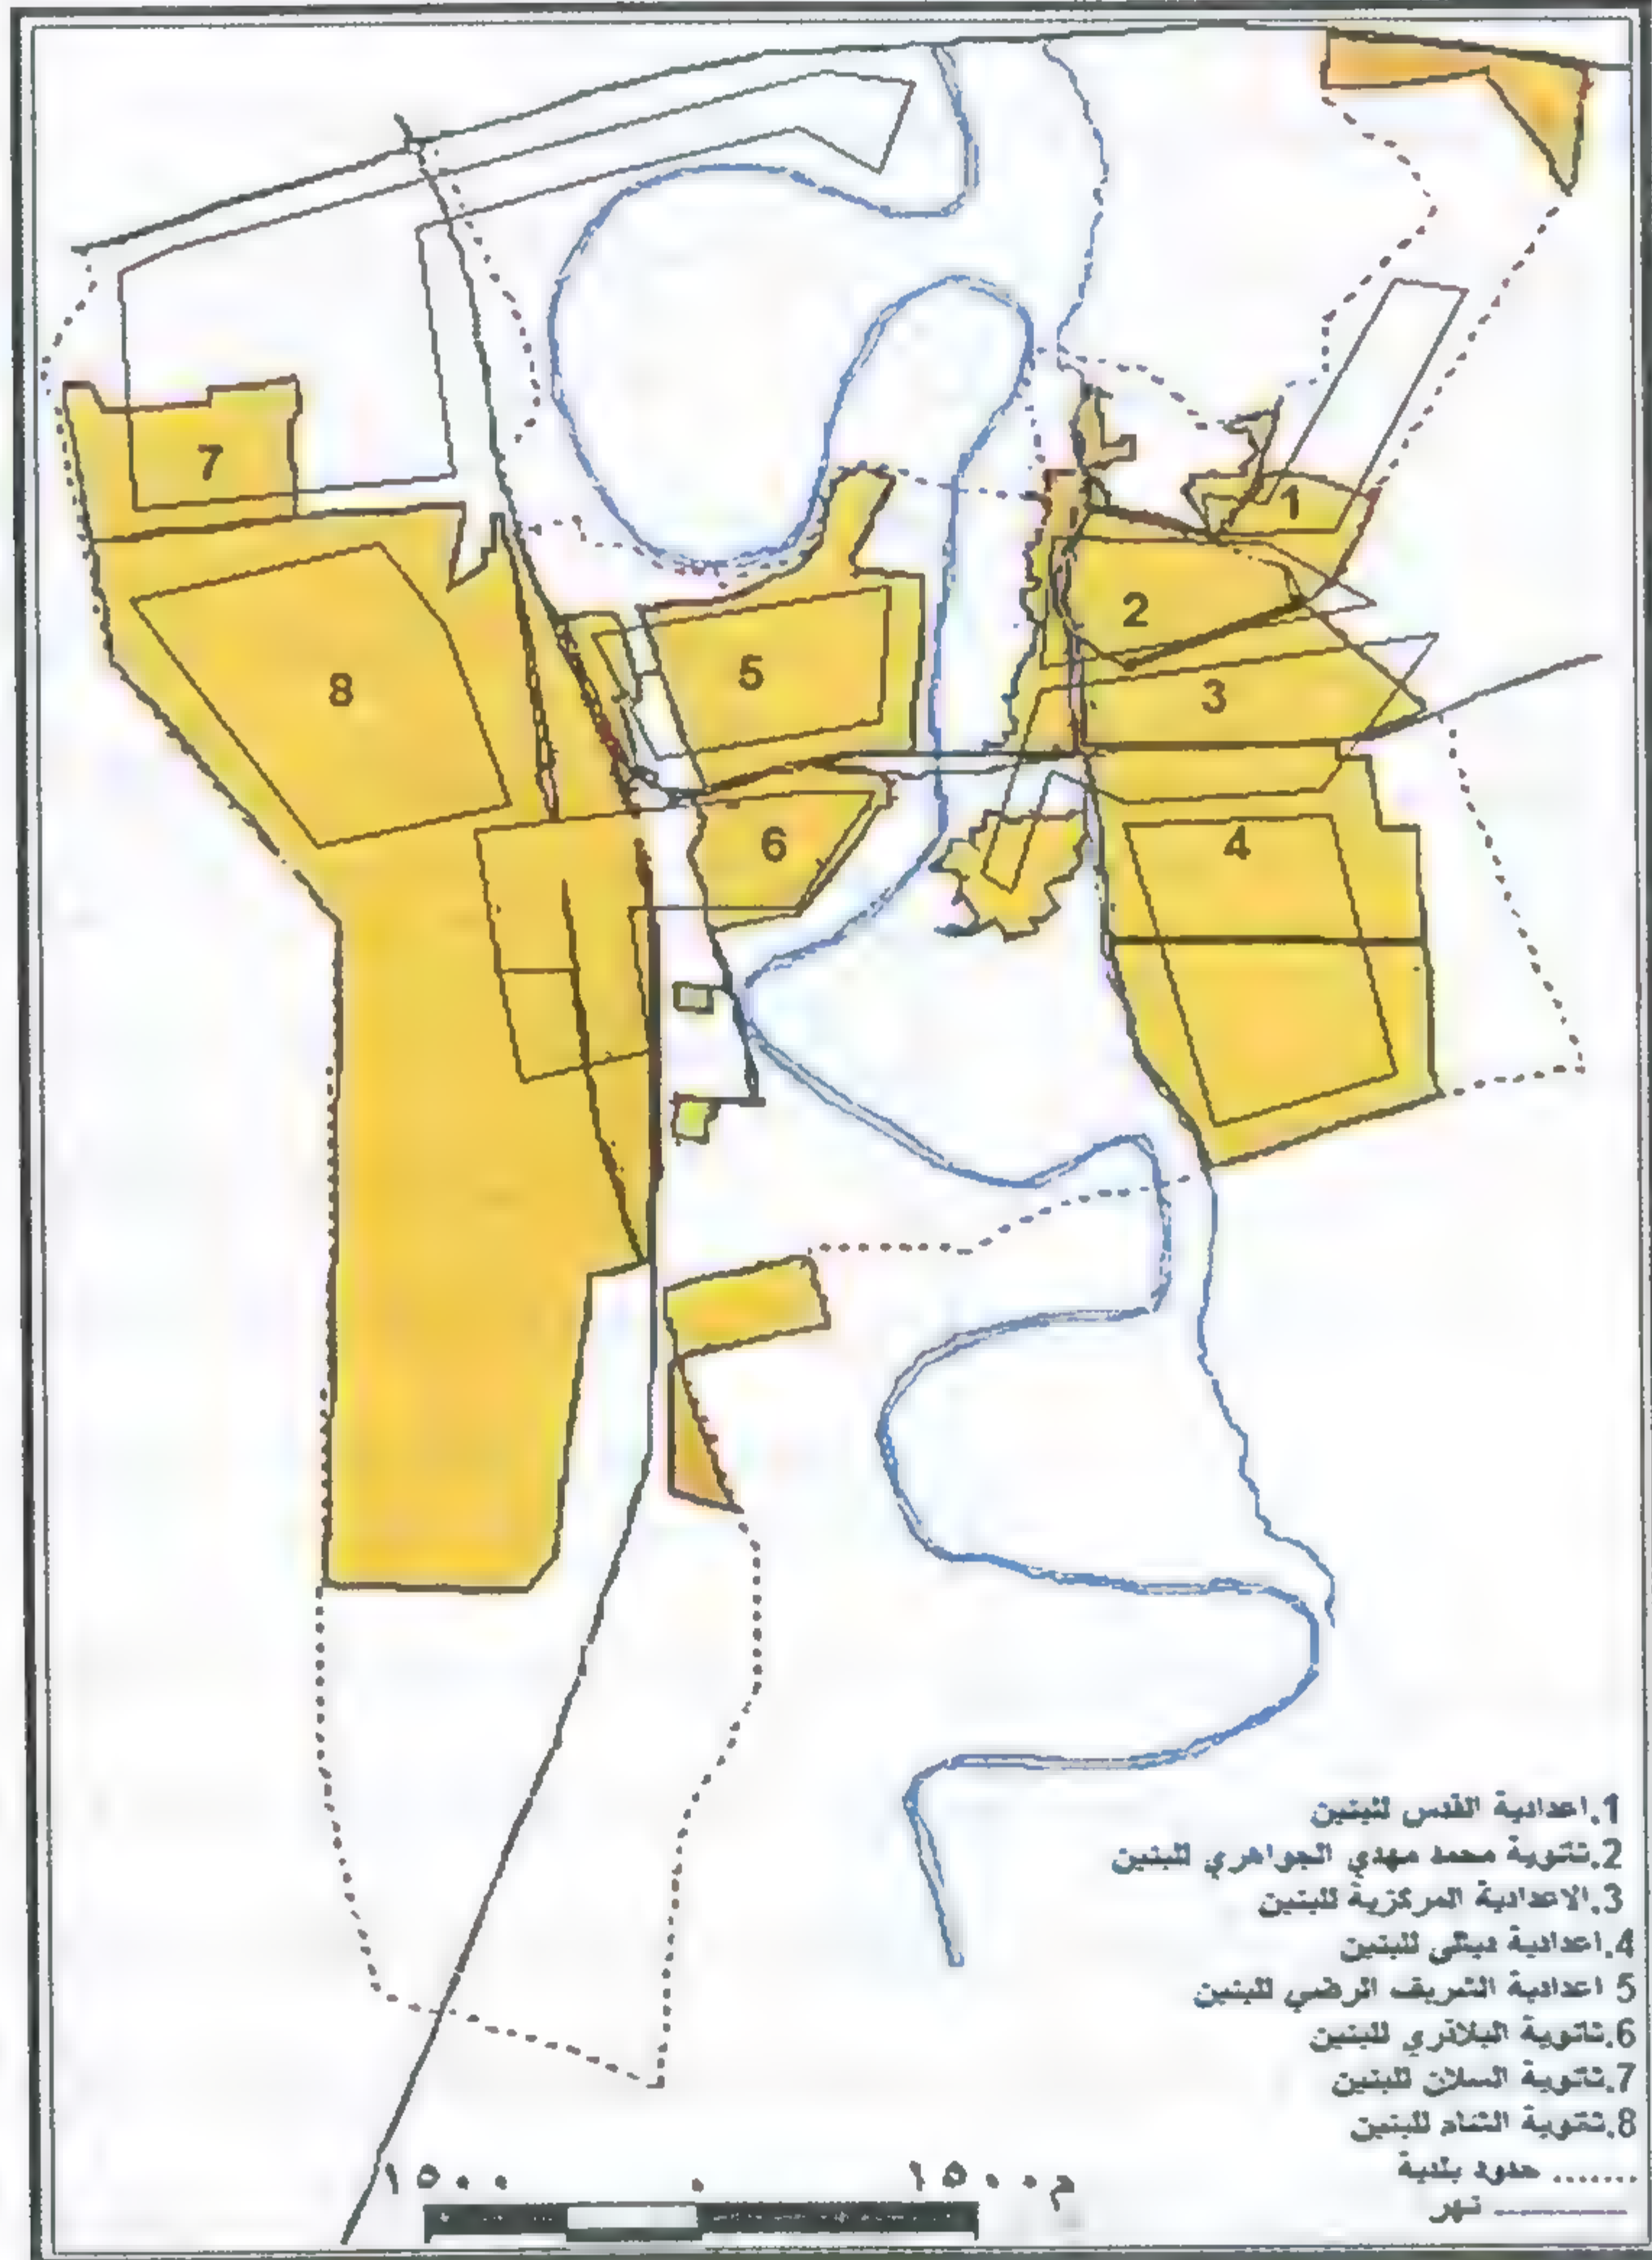 1
7
2
5
8
3
6
4
1.اعدادية القدس للبنين
2.ثانوية محمد مهدي الجواهري للبنين
3.الاعدادية المركزية للبنين
4.اعدادية ديالى للبنين
5 اعدادية الشريف الرضي للبنين
6.ثانوية البلاذري للبنين
7.ثانوية السلام للبنين
8.ثانوية للبنين
...... حدود بلدية
نهر
١٥٠٠ ٠ ١٥٠٠م